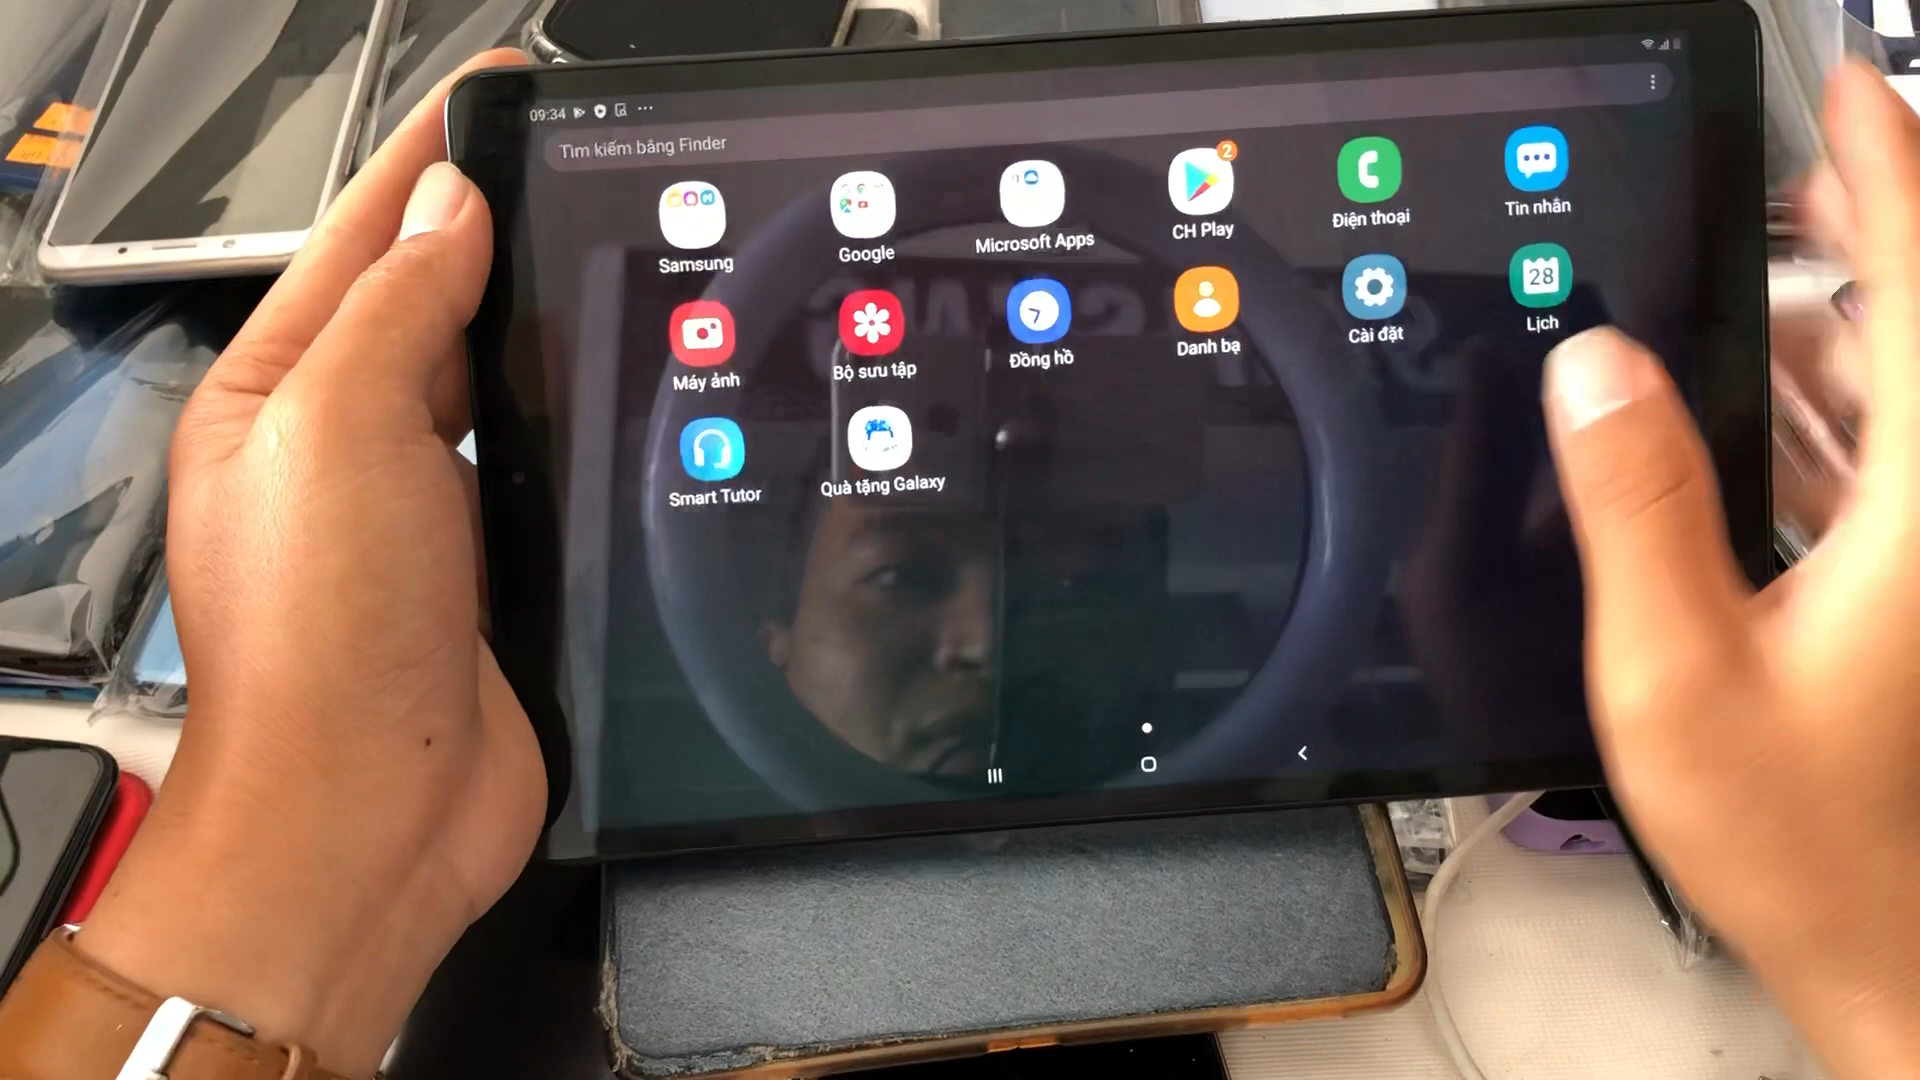 09:34
Tìm kiếm bằng Finder
Samsung
Google
Microsoft Apps
CH Play
2
Điện thoại
Tin nhắn
Máy ảnh
Bộ sưu tập
Đồng hồ
Danh bạ
Cài đặt
28
Lịch
Smart Tutor
Quà tặng Galaxy